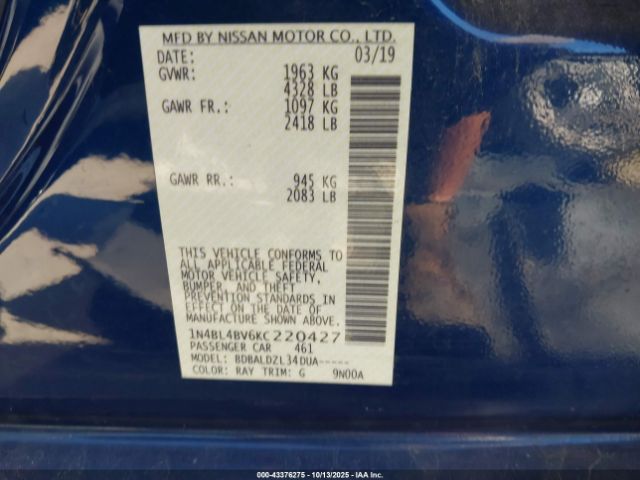 MFD BY NISSAN MOTOR CO., LTD.
DATE: 03/19
GVWR: 1963 KG
4328 LB
GAWR FR.: 1097 KG
2418 LB
GAWR RR.: 945 KG
2083 LB
THIS VEHICLE CONFORMS TO
ALL APPLICABLE FEDERAL
MOTOR VEHICLE SAFETY,
BUMPER, AND THEFT
PREVENTION STANDARDS IN
EFFECT ON THE DATE OF
MANUFACTURE SHOWN ABOVE.
1N4BL4BV6KC220427
PASSENGER CAR 461
MODEL: BDBALDZL34DUA-----
COLOR: RAY TRIM: G 9N00A
000-43376275 - 10/13/2025 - IAA Inc.